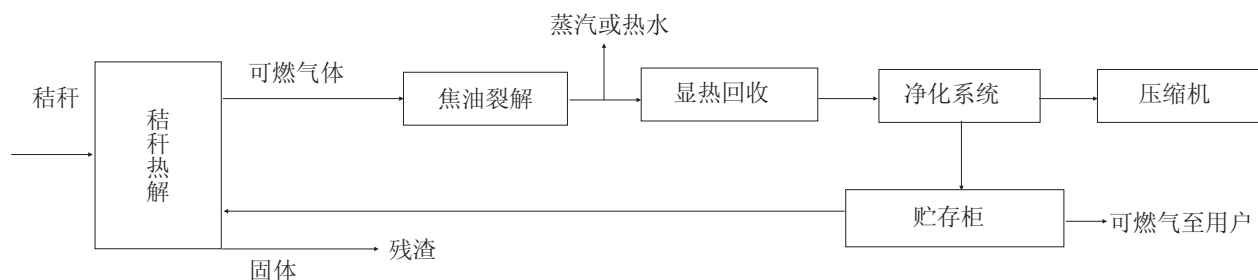 蒸汽或热水
秸秆
可燃气体
秸秆热解
焦油裂解
显热回收
净化系统
压缩机
贮存柜
可燃气至用户
残渣
固体